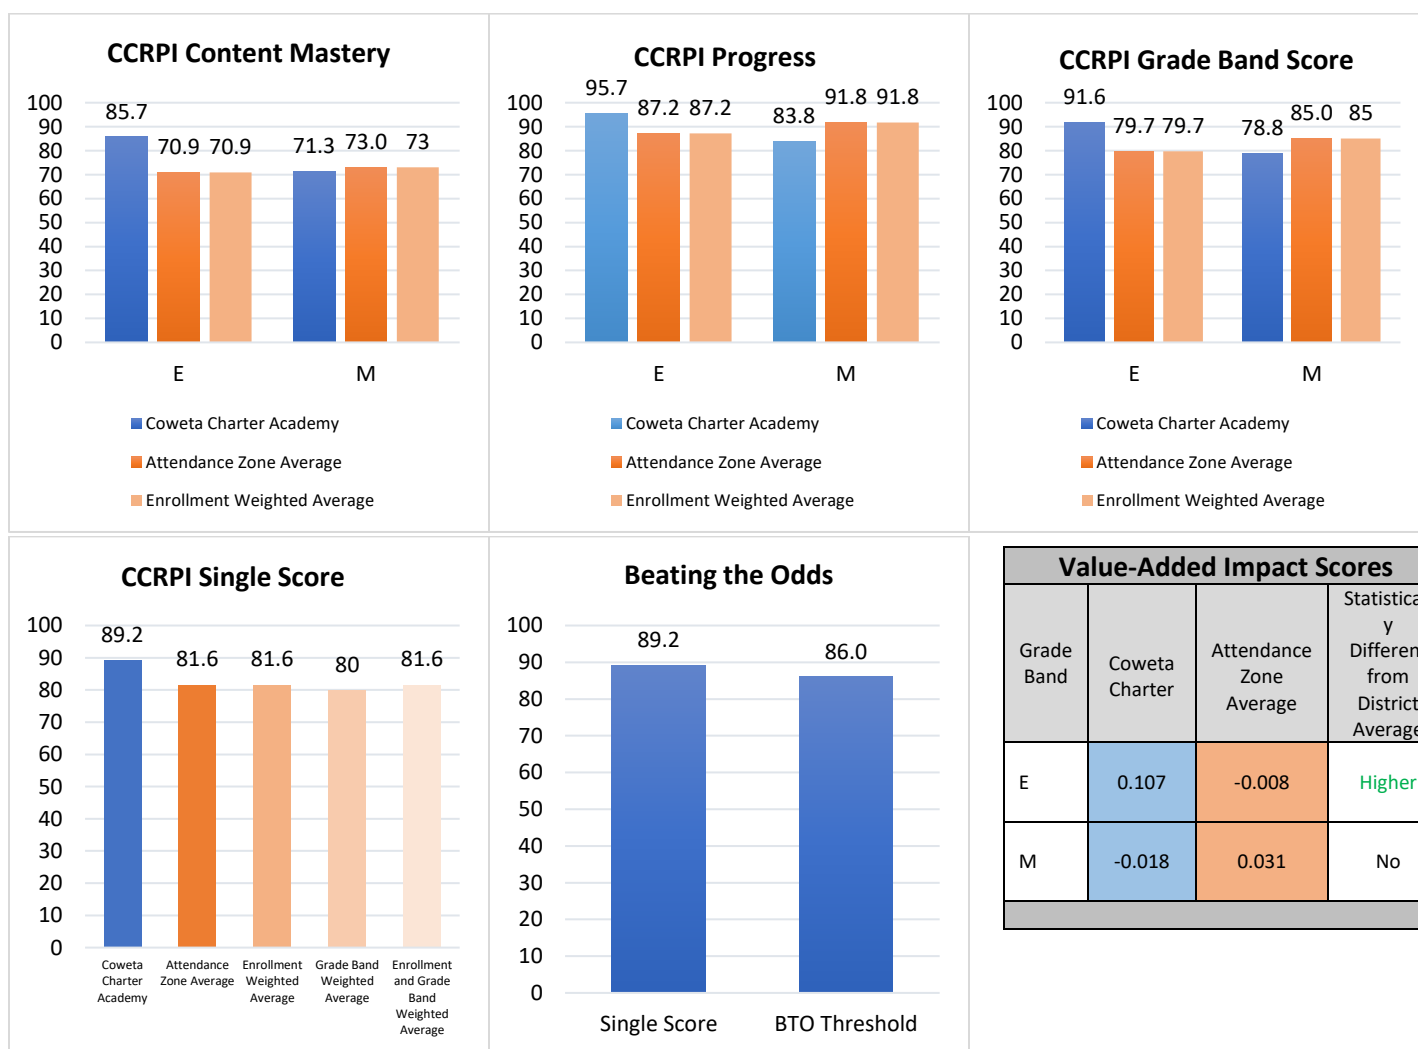 CCRPI Content Mastery
100
90
80
70
60
50
40
30
20
10
0
85.7
70.9 70.9
71.3 73.0 73
E M
Coweta Charter Academy
Attendance Zone Average
Enrollment Weighted Average
CCRPI Progress
100
90
80
70
60
50
40
30
20
10
0
95.7
87.2 87.2
83.8
91.8 91.8
E M
Coweta Charter Academy
Attendance Zone Average
Enrollment Weighted Average
CCRPI Grade Band Score
100
90
80
70
60
50
40
30
20
10
0
91.6
79.7 79.7
78.8
85.0 85
E M
Coweta Charter Academy
Attendance Zone Average
Enrollment Weighted Average
CCRPI Single Score
100
90
80
70
60
50
40
30
20
10
0
89.2
81.6 81.6 80 81.6
Coweta
Charter
Academy
Attendance
Zone Average
Enrollment
Weighted
Average
Grade Band
Weighted
Average
Enrollment
and Grade
Band
Weighted
Average
Beating the Odds
100
90
80
70
60
50
40
30
20
10
0
89.2
86.0
Single Score BTO Threshold
Value-Added Impact Scores
Grade
Band
Coweta
Charter
Attendance
Zone
Average
Statistica
y
Differen
from
District
Average
E 0.107 -0.008 Higher
M -0.018 0.031 No